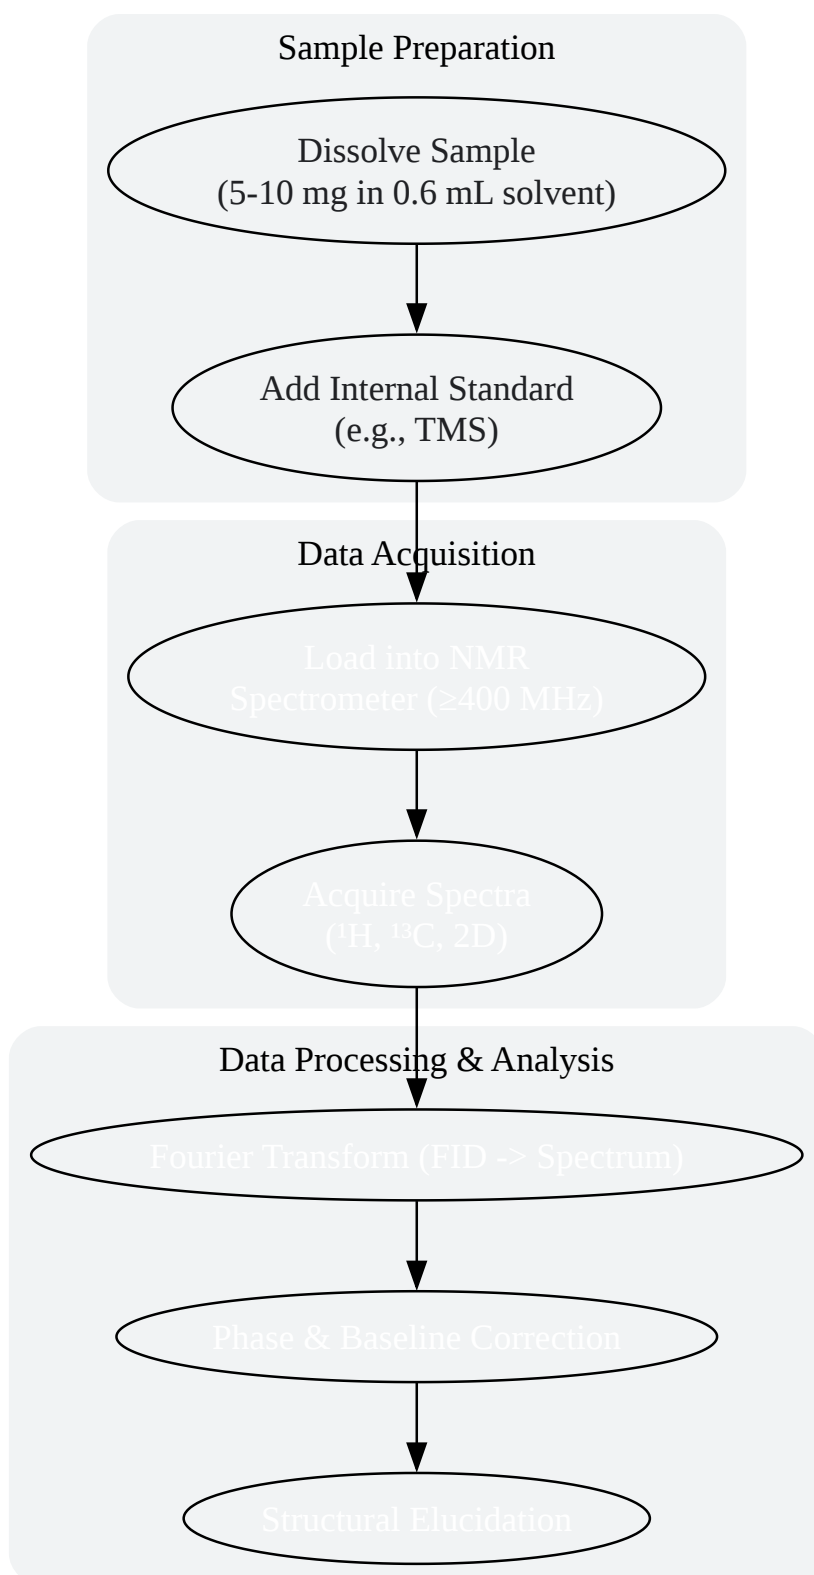 Sample Preparation
Dissolve Sample
(5-10 mg in 0.6 mL solvent)
Add Internal Standard
(e.g., TMS)
Data Acquisition
Load into NMR
Spectrometer (≥400 MHz)
Acquire Spectra
(¹H, ¹³C, 2D)
Data Processing & Analysis
Fourier Transform (FID -> Spectrum)
Phase & Baseline Correction
Structural Elucidation